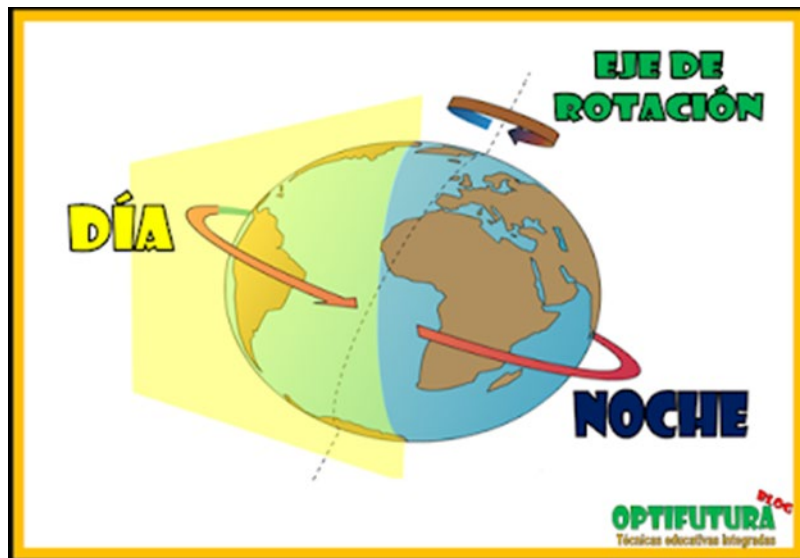 EJE DE
ROTACIÓN
DÍA
NOCHE
BLOG
OPTIFUTURA
Técnicas educativas integradas